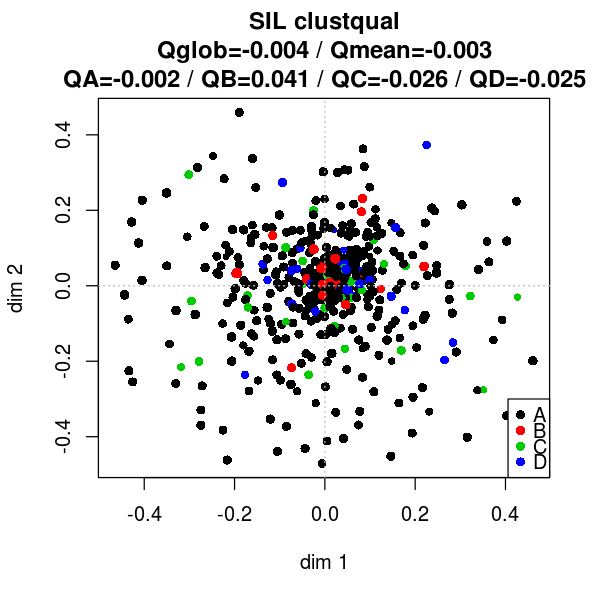 SIL clustqual
Qglob=-0.004 / Qmean=-0.003
QA=-0.002 / QB=0.041 / QC=-0.026 / QD=-0.025
0.4
0.2
0.0
-0.2
-0.4
dim 2
A
B
C
D
-0.4 -0.2 0.0 0.2 0.4
dim 1